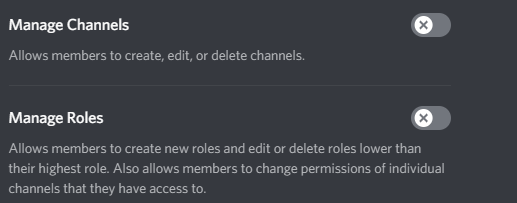 Manage Channels
Allows members to create, edit, or delete channels.
Manage Roles
Allows members to create new roles and edit or delete roles lower than
their highest role. Also allows members to change permissions of individual
channels that they have access to.